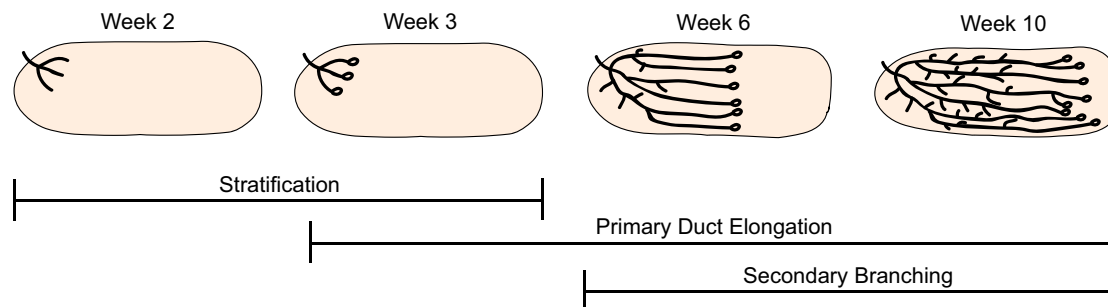 Week 2
Week 3
Week 6
Week 10
Stratification
Primary Duct Elongation
Secondary Branching